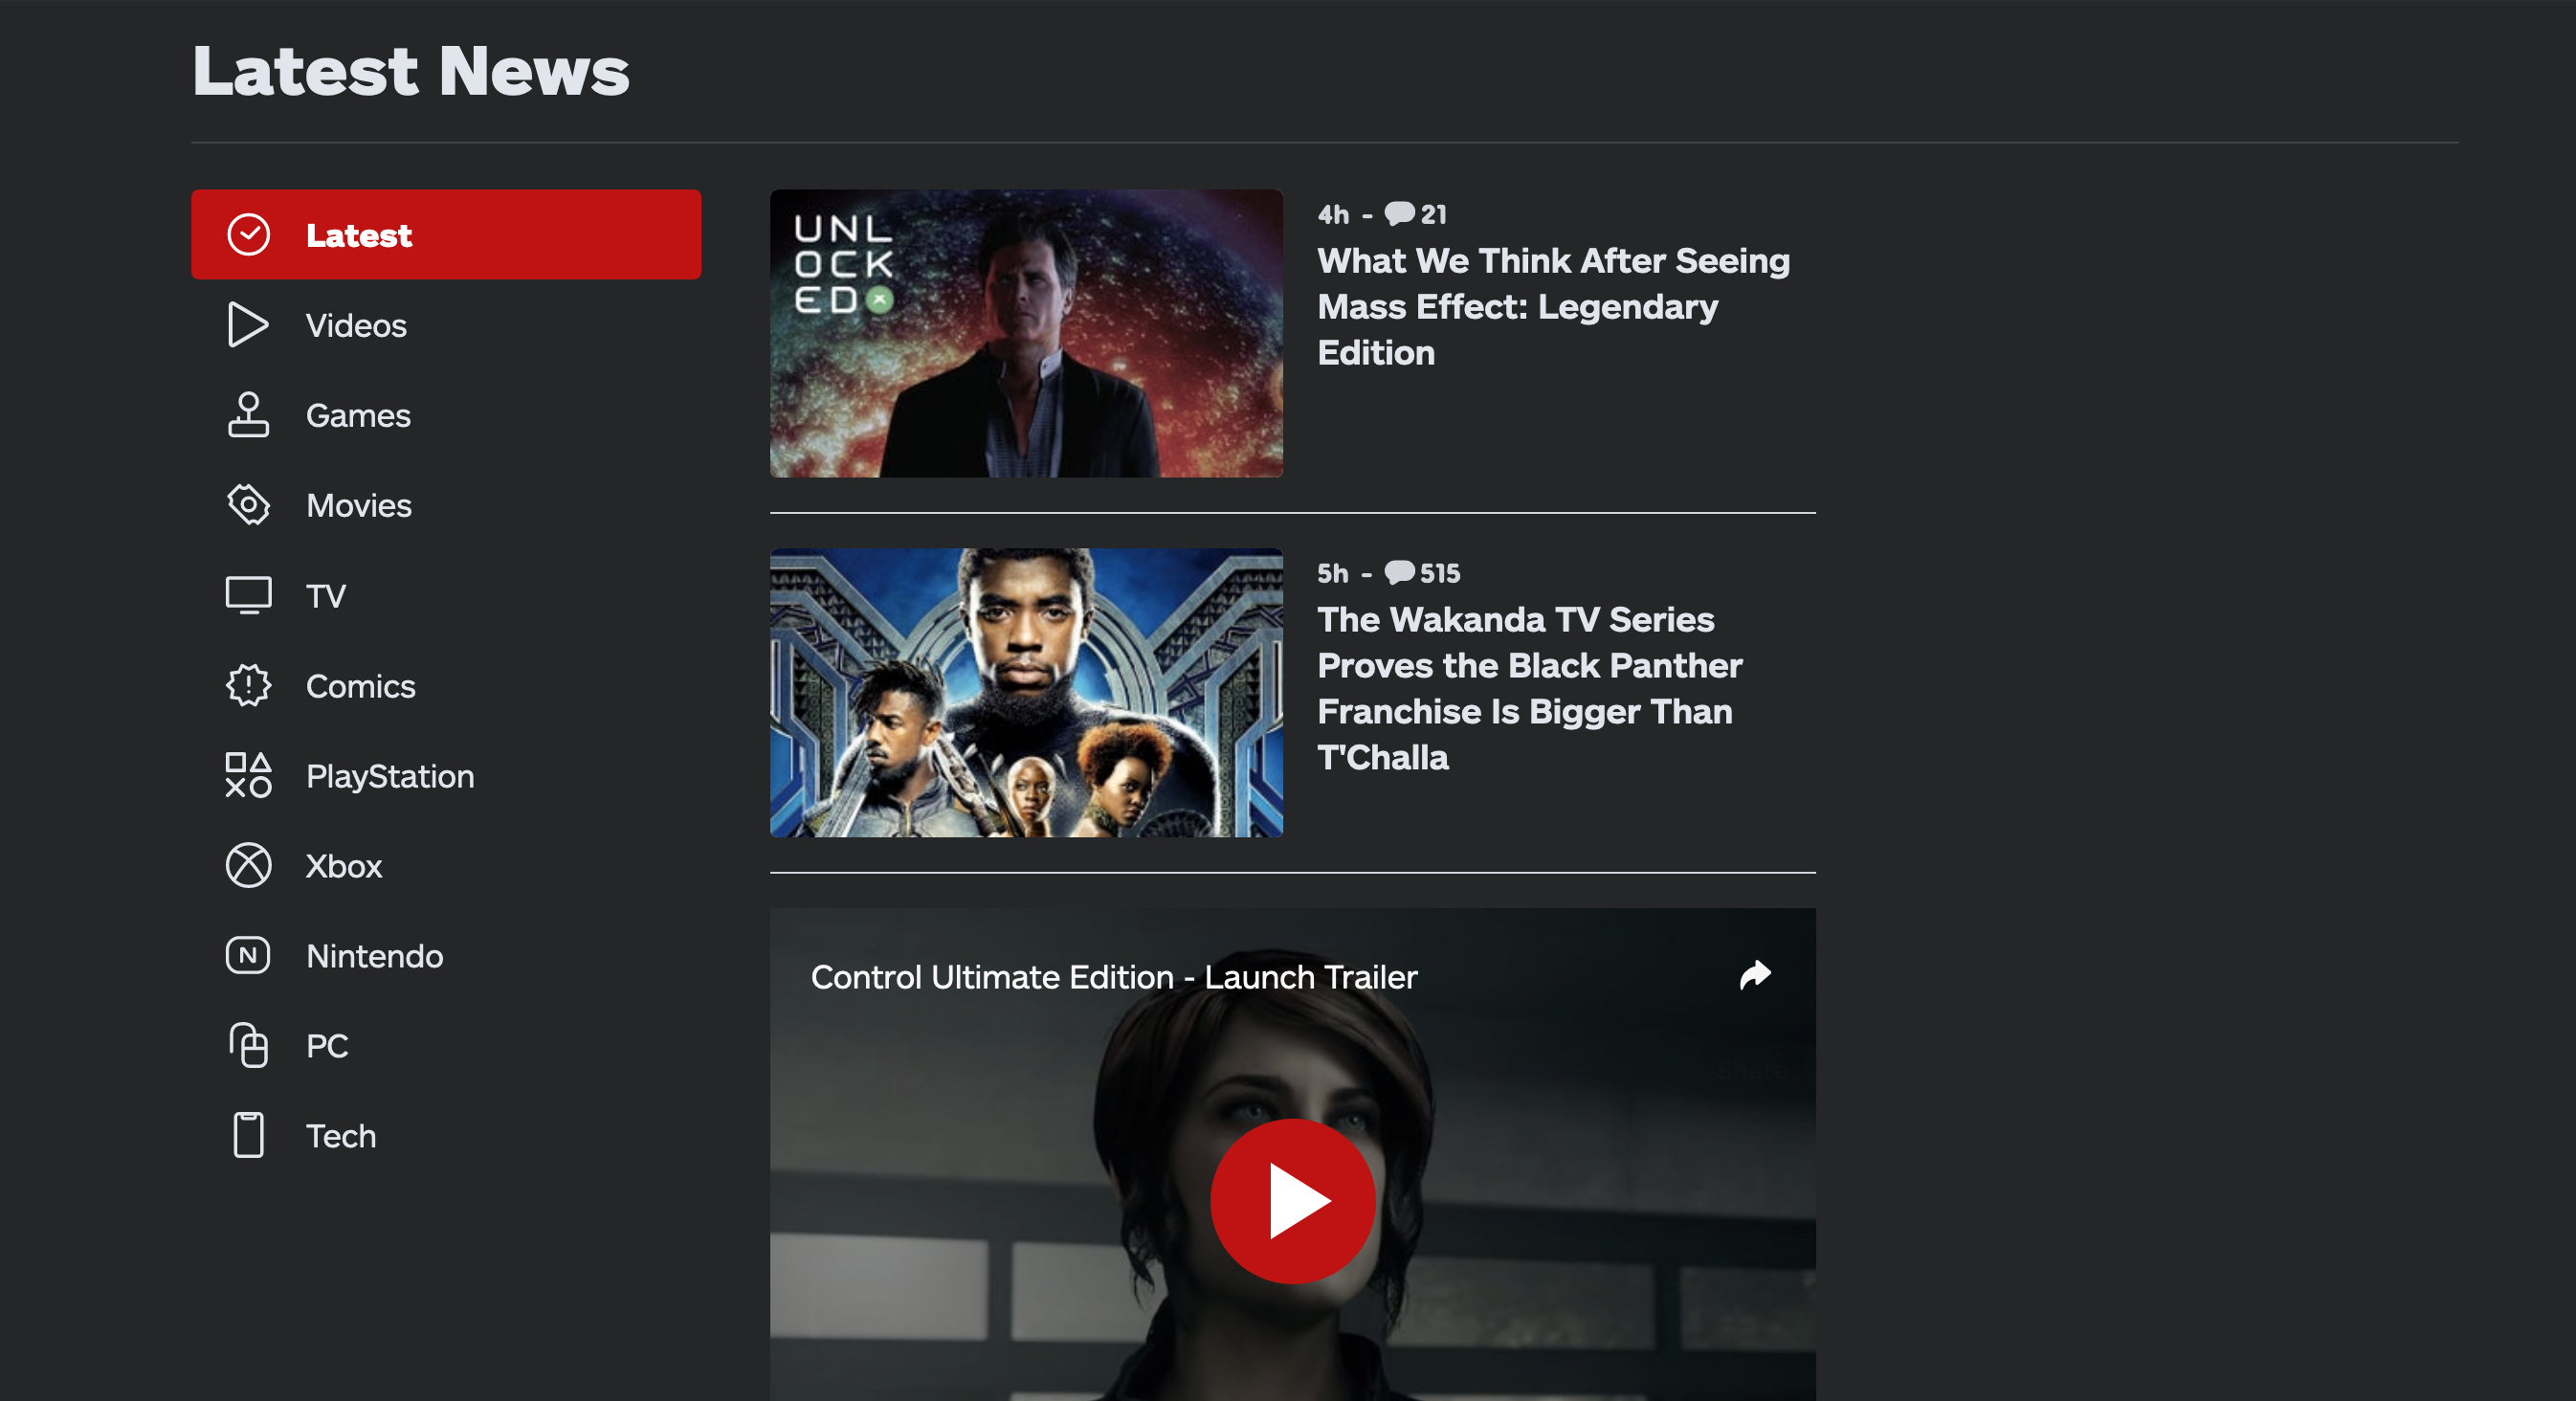 Latest News
Latest
Videos
Games
Movies
TV
Comics
PlayStation
Xbox
N
Nintendo
PC
Tech
UNL
OCK
ED
4h - 21
What We Think After Seeing
Mass Effect: Legendary
Edition
5h - 515
The Wakanda TV Series
Proves the Black Panther
Franchise Is Bigger Than
T'Challa
Control Ultimate Edition - Launch Trailer
Share